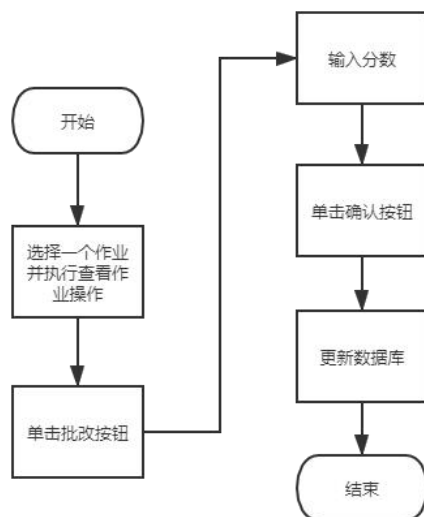 开始
选择一个作业
并执行查看作
业操作
单击批改按钮
输入分数
单击确认按钮
更新数据库
结束